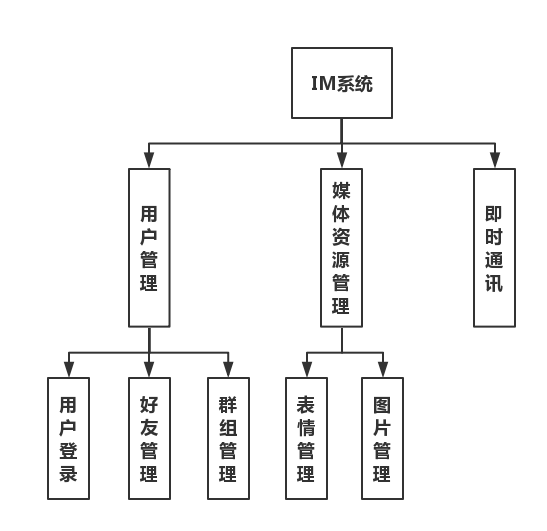 IM系统
用户管理
媒体资源管理
即时通讯
用户登录
好友管理
群组管理
表情管理
图片管理